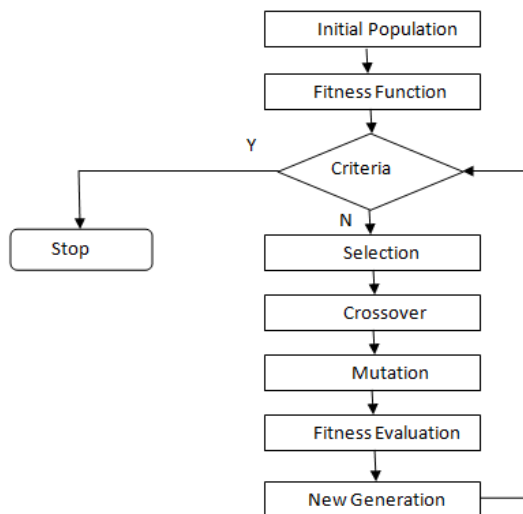 Initial Population
Fitness Function
Y
Criteria
N
Stop
Selection
Crossover
Mutation
Fitness Evaluation
New Generation